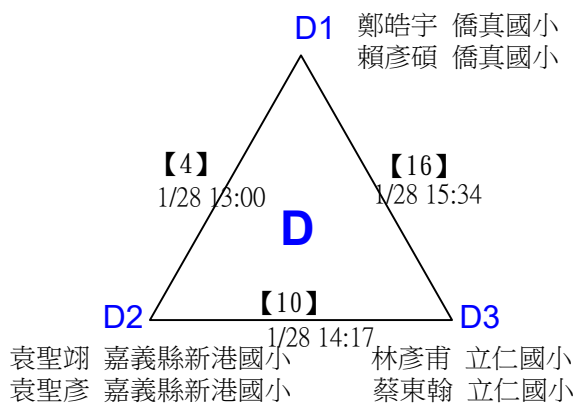 D1 鄭皓宇 僑真國小
賴彥碩 僑真國小
【4】
1/28 13:00
【16】
1/28 15:34
D
【10】
D2
D3
1/28 14:17
袁聖翊 嘉義縣新港國小
袁聖彥 嘉義縣新港國小
林彥甫 立仁國小
蔡東翰 立仁國小